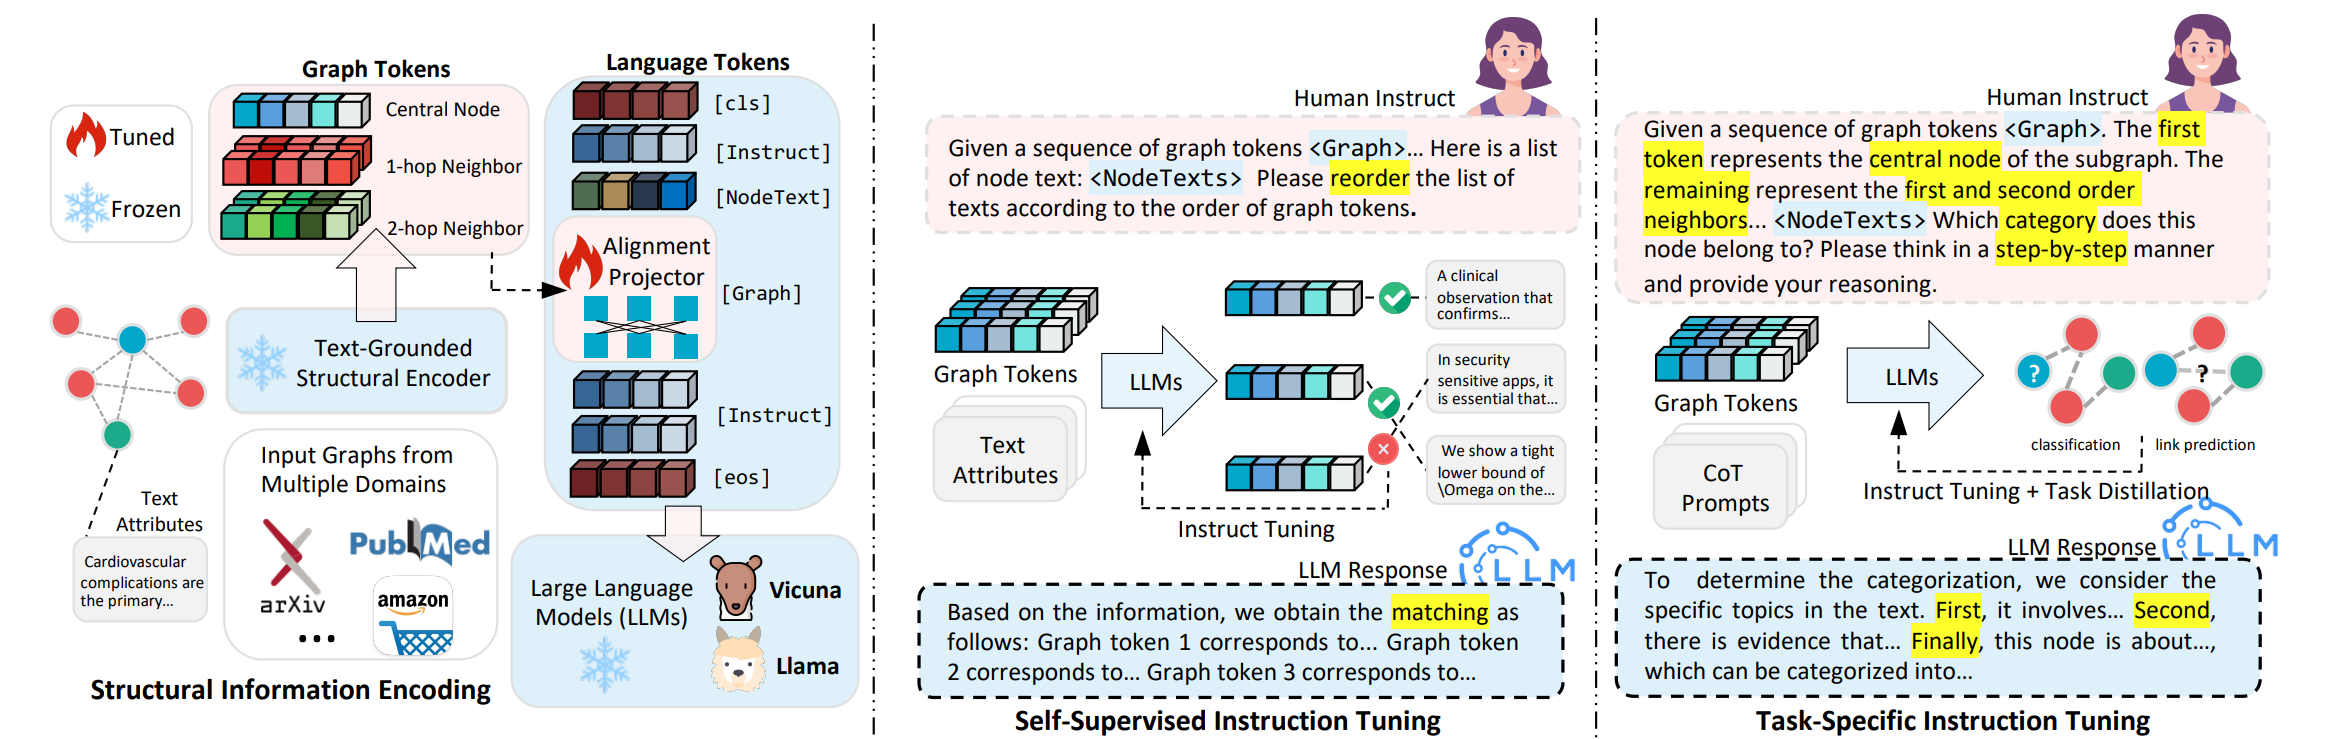 Graph Tokens
Central Node
1-hop Neighbor
2-hop Neighbor
Tuned
Frozen
Text-Grounded
Structural Encoder
Text
Attributes
Cardiovascular
complications are
the primary...
Input Graphs from
Multiple Domains
arXiv
PubMed
amazon
...
Language Tokens
[cls]
[Instruct]
[NodeText]
Alignment
Projector
[Graph]
[Instruct]
[eos]
Large Language
Models (LLMs)
Vicuna
Llama
Structural Information Encoding
Human Instruct
Given a sequence of graph tokens <Graph>... Here is a list
of node text: <NodeTexts> Please reorder the list of
texts according to the order of graph tokens.
Graph Tokens
Text
Attributes
LLMs
A clinical
observation that
confirms...
In security
sensitive apps, it
is essential that...
We show a tight
lower bound of
\Omega on the...
Instruct Tuning
LLM Response
LLM
Based on the information, we obtain the matching as
follows: Graph token 1 corresponds to... Graph token
2 corresponds to... Graph token 3 corresponds to...
Self-Supervised Instruction Tuning
Human Instruct
Given a sequence of graph tokens <Graph>. The first
token represents the central node of the subgraph. The
remaining represent the first and second order
neighbors... <NodeTexts> Which category does this
node belong to? Please think in a step-by-step manner
and provide your reasoning.
Graph Tokens
CoT
Prompts
LLMs
?
?
classification
link prediction
Instruct Tuning + Task Distillation
LLM Response
LLM
To determine the categorization, we consider the
specific topics in the text. First, it involves... Second,
there is evidence that... Finally, this node is about...,
which can be categorized into...
Task-Specific Instruction Tuning